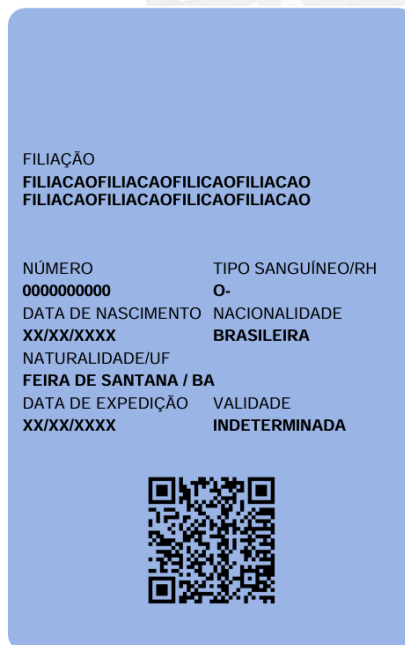 FILIAÇÃO
FILIACAOFILIACAOFILICAOFILIACAO
FILIACAOFILIACAOFILICAOFILIACAO
NÚMERO TIPO SANGUÍNEO/RH
0000000000 O-
DATA DE NASCIMENTO NACIONALIDADE
XX/XX/XXXX BRASILEIRA
NATURALIDADE/UF
FEIRA DE SANTANA / BA
DATA DE EXPEDIÇÃO VALIDADE
XX/XX/XXXX INDETERMINADA